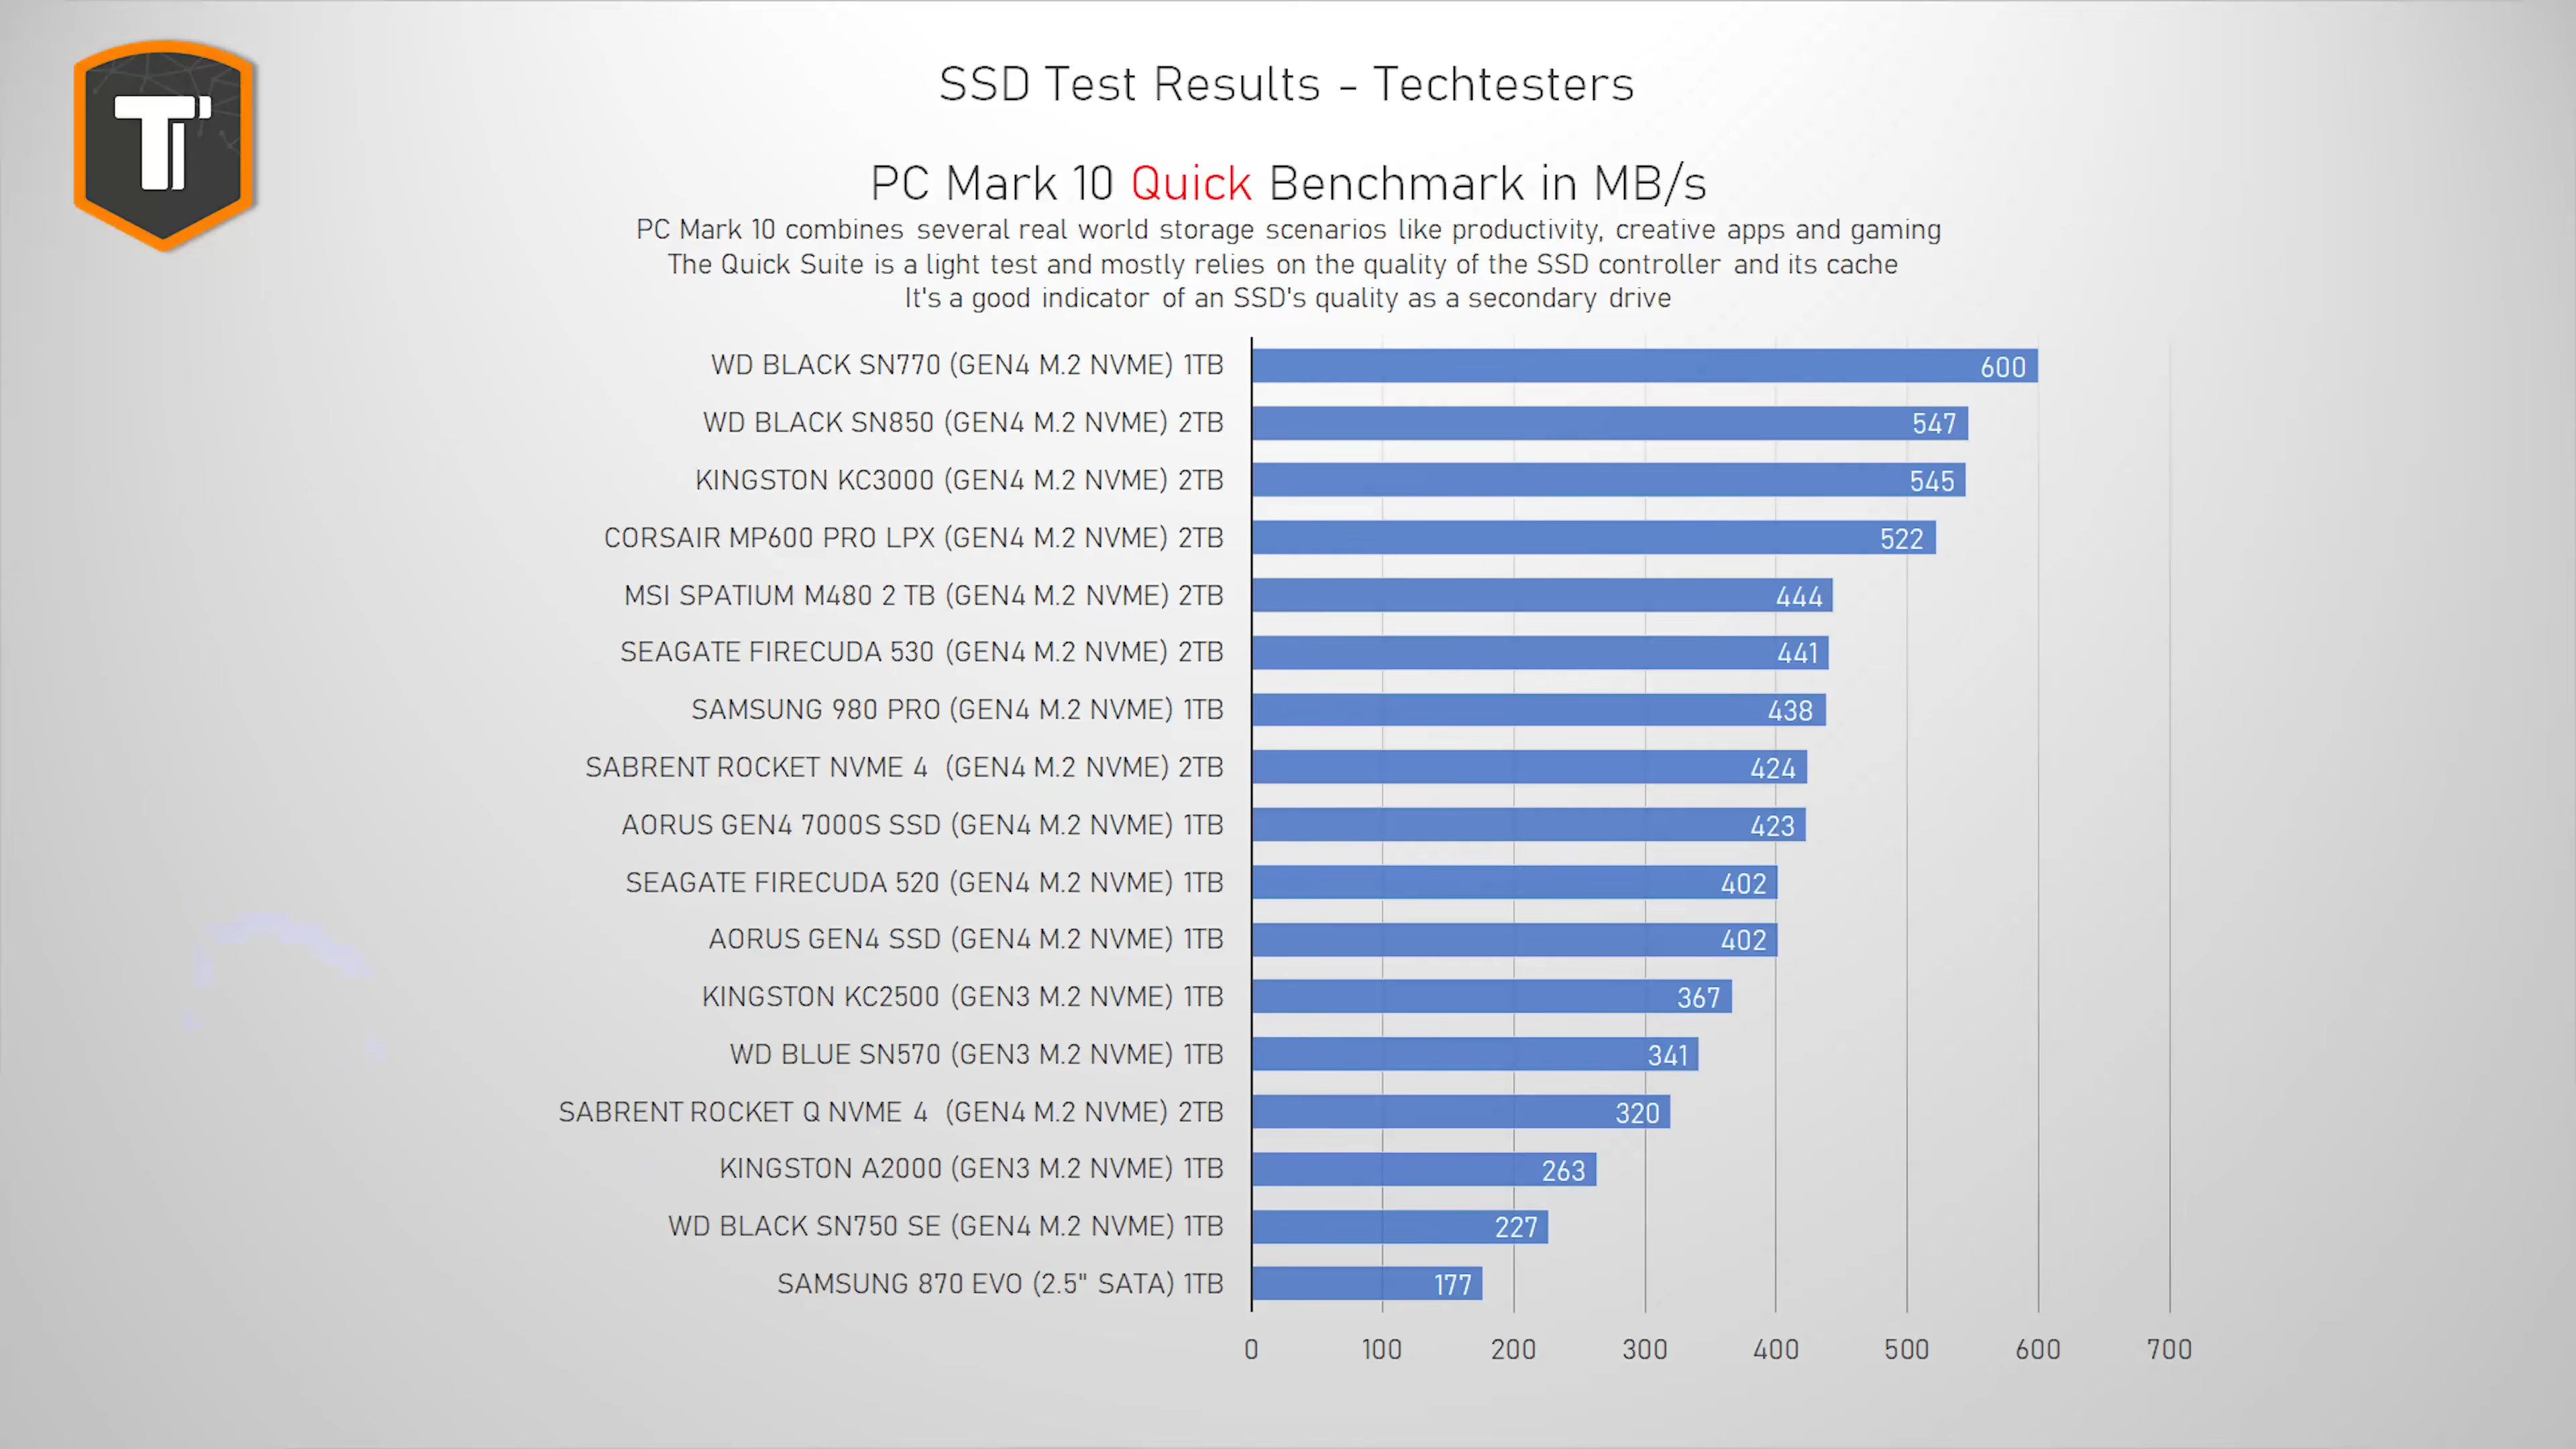 SSD Test Results - Techtesters
PC Mark 10 Quick Benchmark in MB/s
PC Mark 10 combines several real world storage scenarios like productivity, creative apps and gaming
The Quick Suite is a light test and mostly relies on the quality of the SSD controller and its cache
It's a good indicator of an SSD's quality as a secondary drive
WD BLACK SN770 (GEN4 M.2 NVME) 1TB 600
WD BLACK SN850 (GEN4 M.2 NVME) 2TB 547
KINGSTON KC3000 (GEN4 M.2 NVME) 2TB 545
CORSAIR MP600 PRO LPX (GEN4 M.2 NVME) 2TB 522
MSI SPATIUM M480 2 TB (GEN4 M.2 NVME) 2TB 444
SEAGATE FIRECUDA 530 (GEN4 M.2 NVME) 2TB 441
SAMSUNG 980 PRO (GEN4 M.2 NVME) 1TB 438
SABRENT ROCKET NVME 4 (GEN4 M.2 NVME) 2TB 424
AORUS GEN4 7000S SSD (GEN4 M.2 NVME) 1TB 423
SEAGATE FIRECUDA 520 (GEN4 M.2 NVME) 1TB 402
AORUS GEN4 SSD (GEN4 M.2 NVME) 1TB 402
KINGSTON KC2500 (GEN3 M.2 NVME) 1TB 367
WD BLUE SN570 (GEN3 M.2 NVME) 1TB 341
SABRENT ROCKET Q NVME 4 (GEN4 M.2 NVME) 2TB 320
KINGSTON A2000 (GEN3 M.2 NVME) 1TB 263
WD BLACK SN750 SE (GEN4 M.2 NVME) 1TB 227
SAMSUNG 870 EVO (2.5" SATA) 1TB 177
0 100 200 300 400 500 600 700